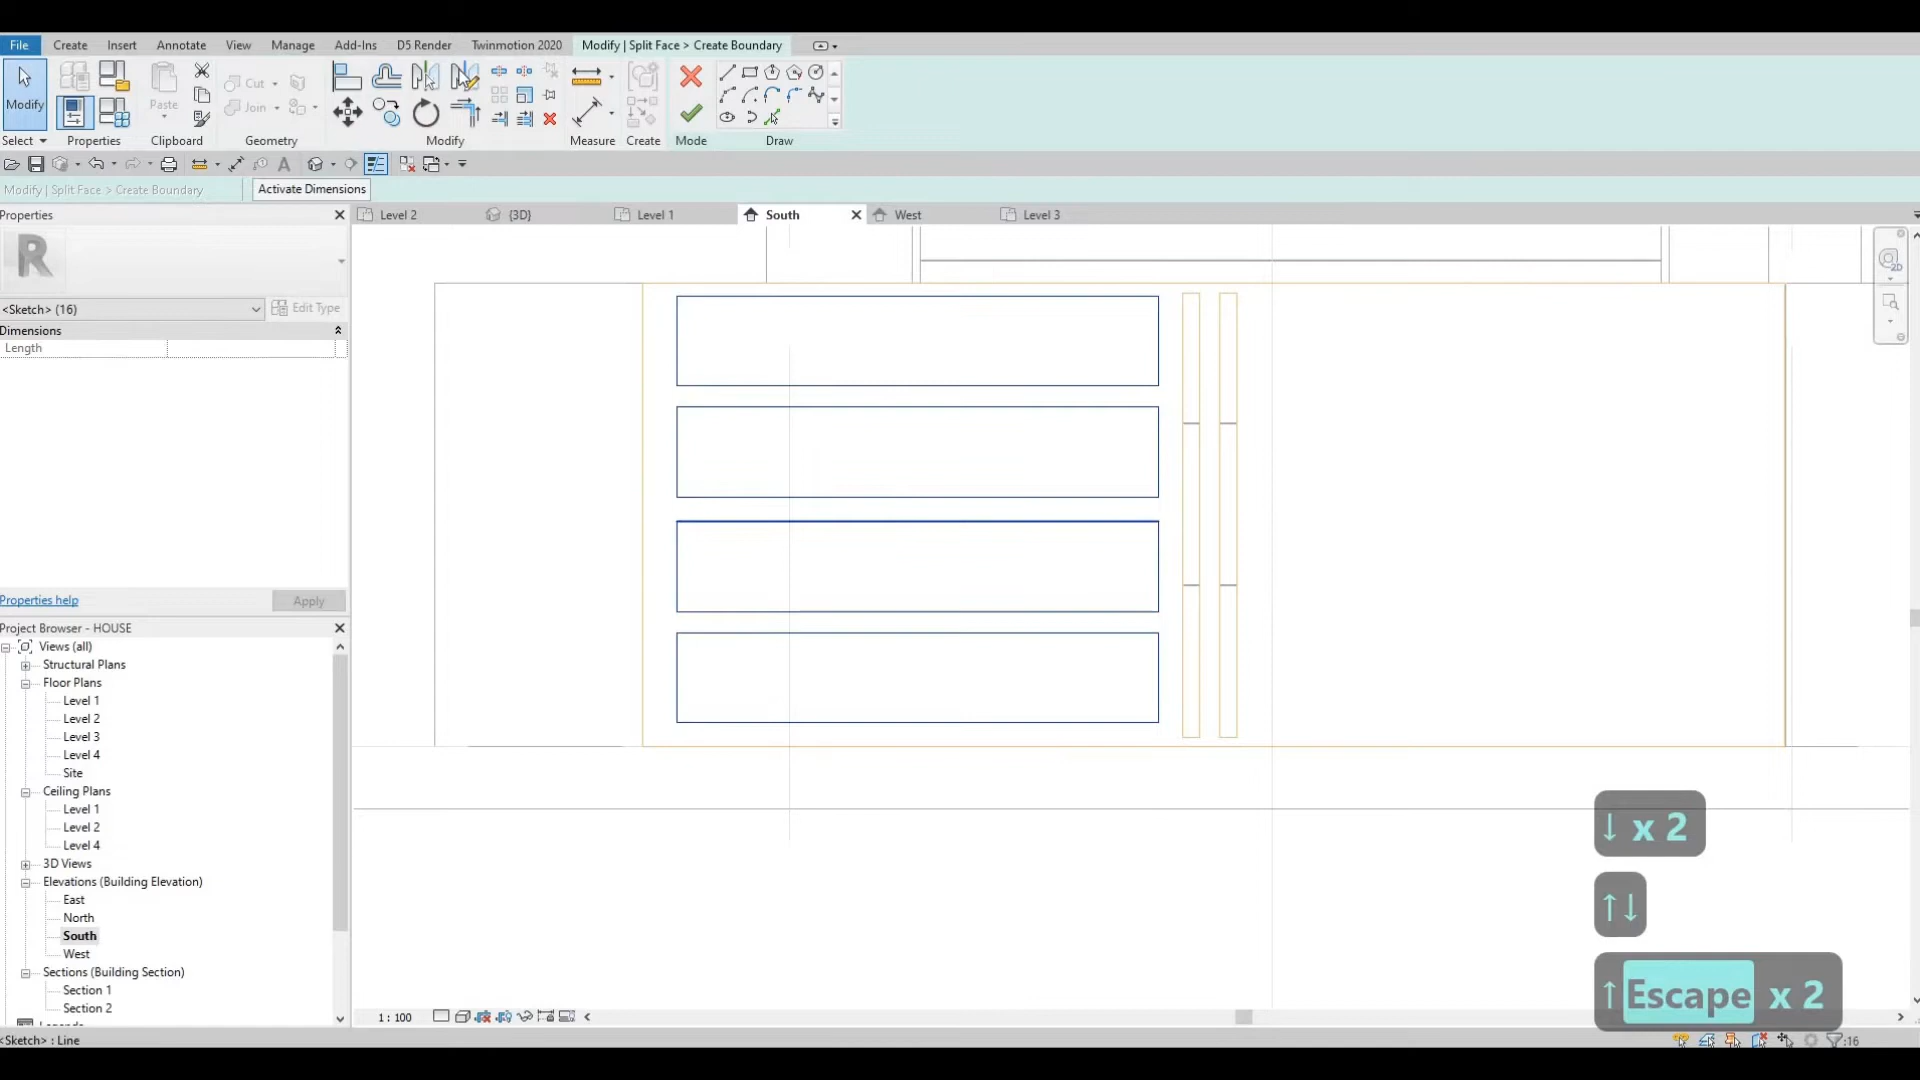 File Create Insert Annotate View Manage Add-Ins D5 Render Twinmotion 2020 Modify | Split Face > Create Boundary
Modify Paste Cut Join
Select Properties Clipboard Geometry Modify Measure Create Mode Draw
Modify | Split Face > Create Boundary Activate Dimensions
Properties Level 2 {3D} Level 1 South West Level 3
R
2D
<Sketch> (16) Edit Type
Dimensions
Length
Properties help Apply
Project Browser - HOUSE
Views (all)
Structural Plans
Floor Plans
Level 1
Level 2
Level 3
Level 4
Site
Ceiling Plans
Level 1
Level 2
Level 4
3D Views
Elevations (Building Elevation)
East
North
South
West
Sections (Building Section)
Section 1
Section 2
1 : 100
<Sketch> : Line
:16
↓ x 2
↑↓
↑ Escape x 2